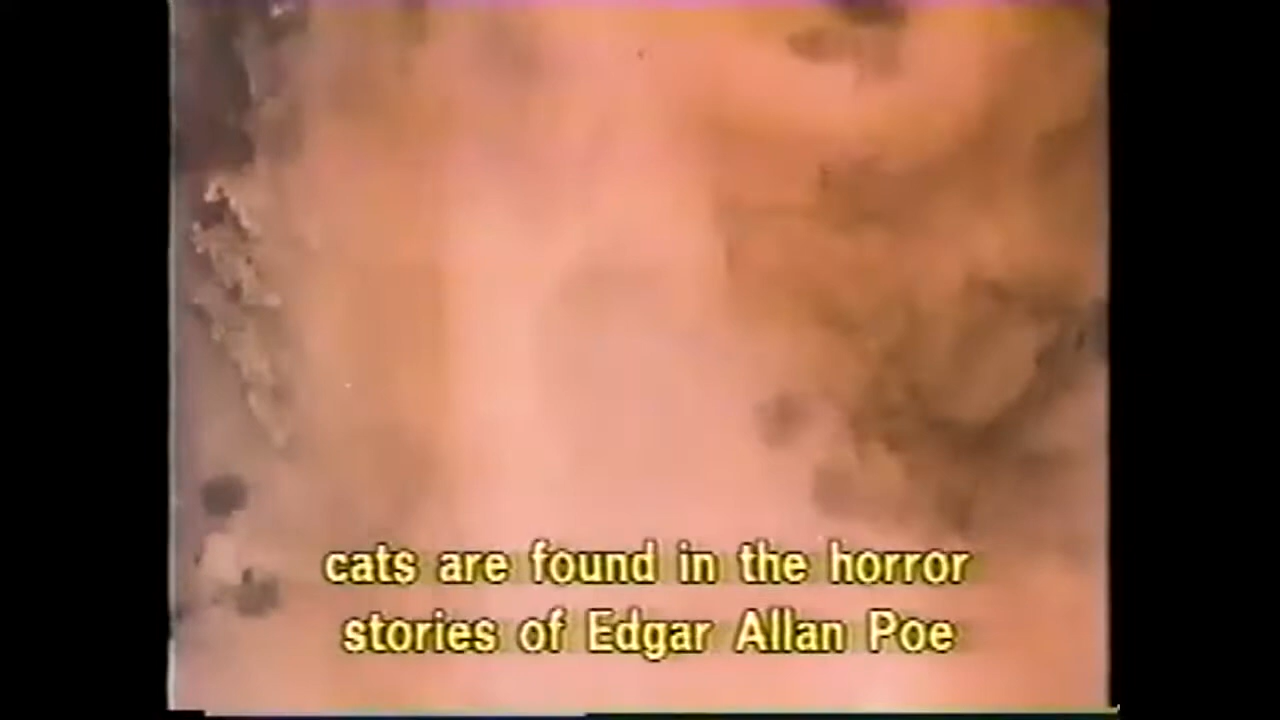 cats are found in the horror
stories of Edgar Allan Poe